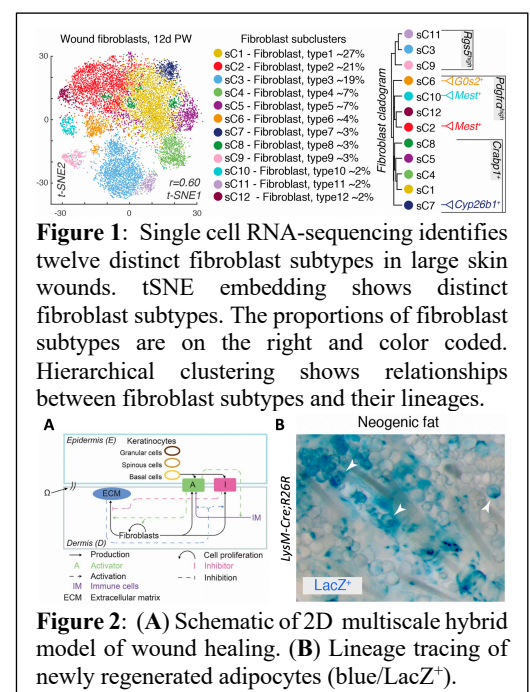 Wound fibroblasts, 12d PW
Fibroblast subclusters
30
0
-30
t-SNE2
-30
0
30
r=0.60
t-SNE1
sC1 - Fibroblast, type1 ~27%
sC2 - Fibroblast, type2 ~21%
sC3 - Fibroblast, type3 ~19%
sC4 - Fibroblast, type4 ~7%
sC5 - Fibroblast, type5 ~7%
sC6 - Fibroblast, type6 ~4%
sC7 - Fibroblast, type7 ~3%
sC8 - Fibroblast, type8 ~3%
sC9 - Fibroblast, type9 ~3%
sC10 - Fibroblast, type10 ~2%
sC11 - Fibroblast, type11 ~2%
sC12 - Fibroblast, type12 ~2%
Fibroblast cladogram
sC11
sC3
sC9
sC6 G0s2+
sC10 Mest+
sC12
sC2 Mest+
sC8
sC5
sC4
sC1
sC7 Cyp26b1+
Rgs5high
Pdgfrahigh
Crabp1+
Figure 1: Single cell RNA-sequencing identifies
twelve distinct fibroblast subtypes in large skin
wounds. tSNE embedding shows distinct
fibroblast subtypes. The proportions of fibroblast
subtypes are on the right and color coded.
Hierarchical clustering shows relationships
between fibroblast subtypes and their lineages.
A
Epidermis (E)
Keratinocytes
Granular cells
Spinous cells
Basal cells
Ω
ECM
A
I
IM
Fibroblasts
Dermis (D)
Production
Cell proliferation
A Activator
I Inhibitor
Activation
Inhibition
IM Immune cells
ECM Extracellular matrix
B
Neogenic fat
LysM-Cre;R26R
LacZ+
Figure 2: (A) Schematic of 2D multiscale hybrid
model of wound healing. (B) Lineage tracing of
newly regenerated adipocytes (blue/LacZ+).